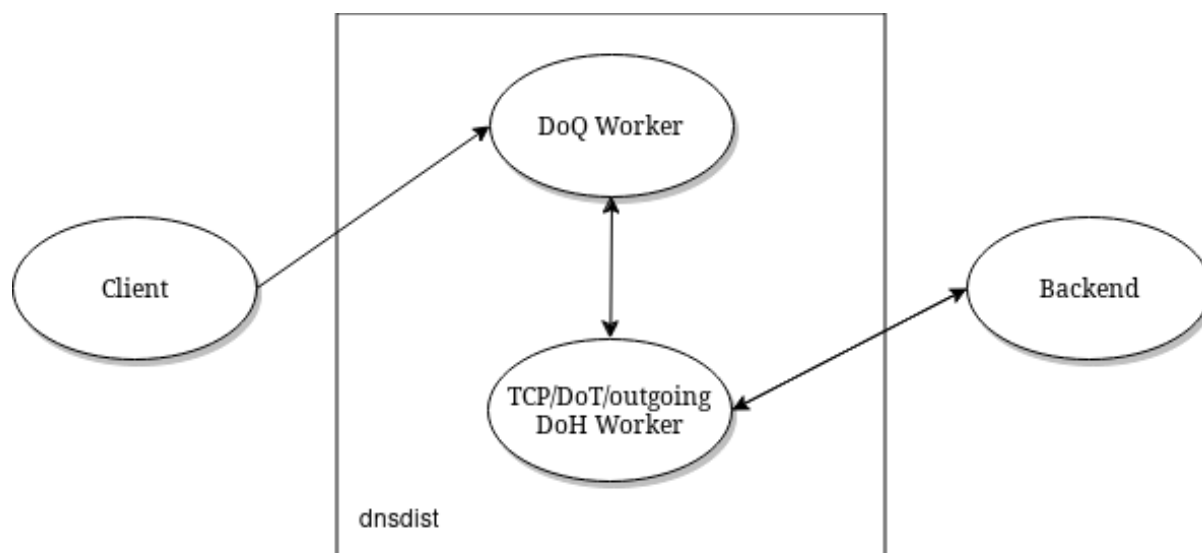 DoQ Worker
Client
Backend
TCP/DoT/outgoing
DoH Worker
dnsdist